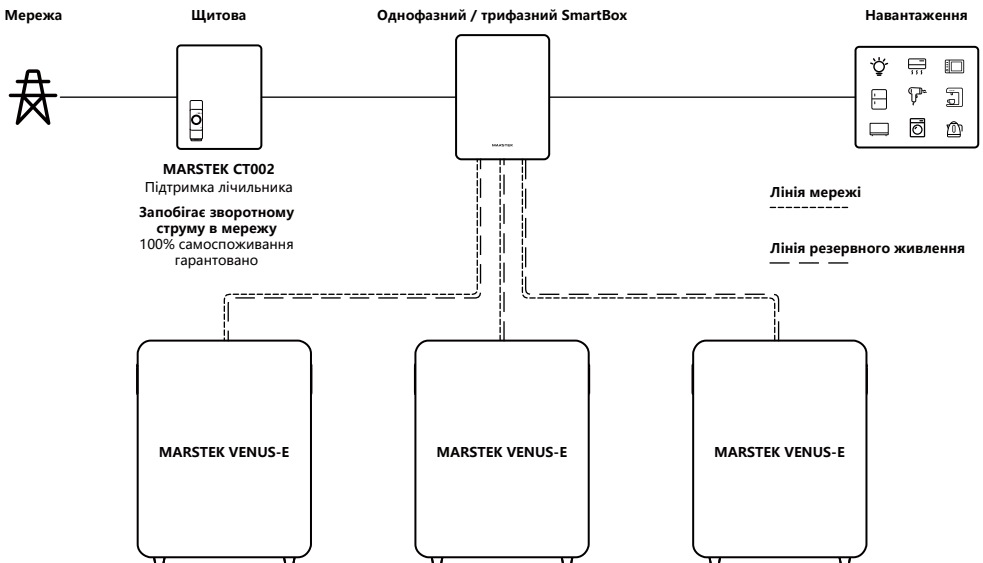 Мережа
Щитова
Однофазний / трифазний SmartBox
Навантаження
MARSTEK
MARSTEK CT002
Підтримка лічильника
Запобігає зворотному
струму в мережу
100% самоспоживання
гарантовано
Лінія мережі
Лінія резервного живлення
MARSTEK VENUS-E
MARSTEK VENUS-E
MARSTEK VENUS-E